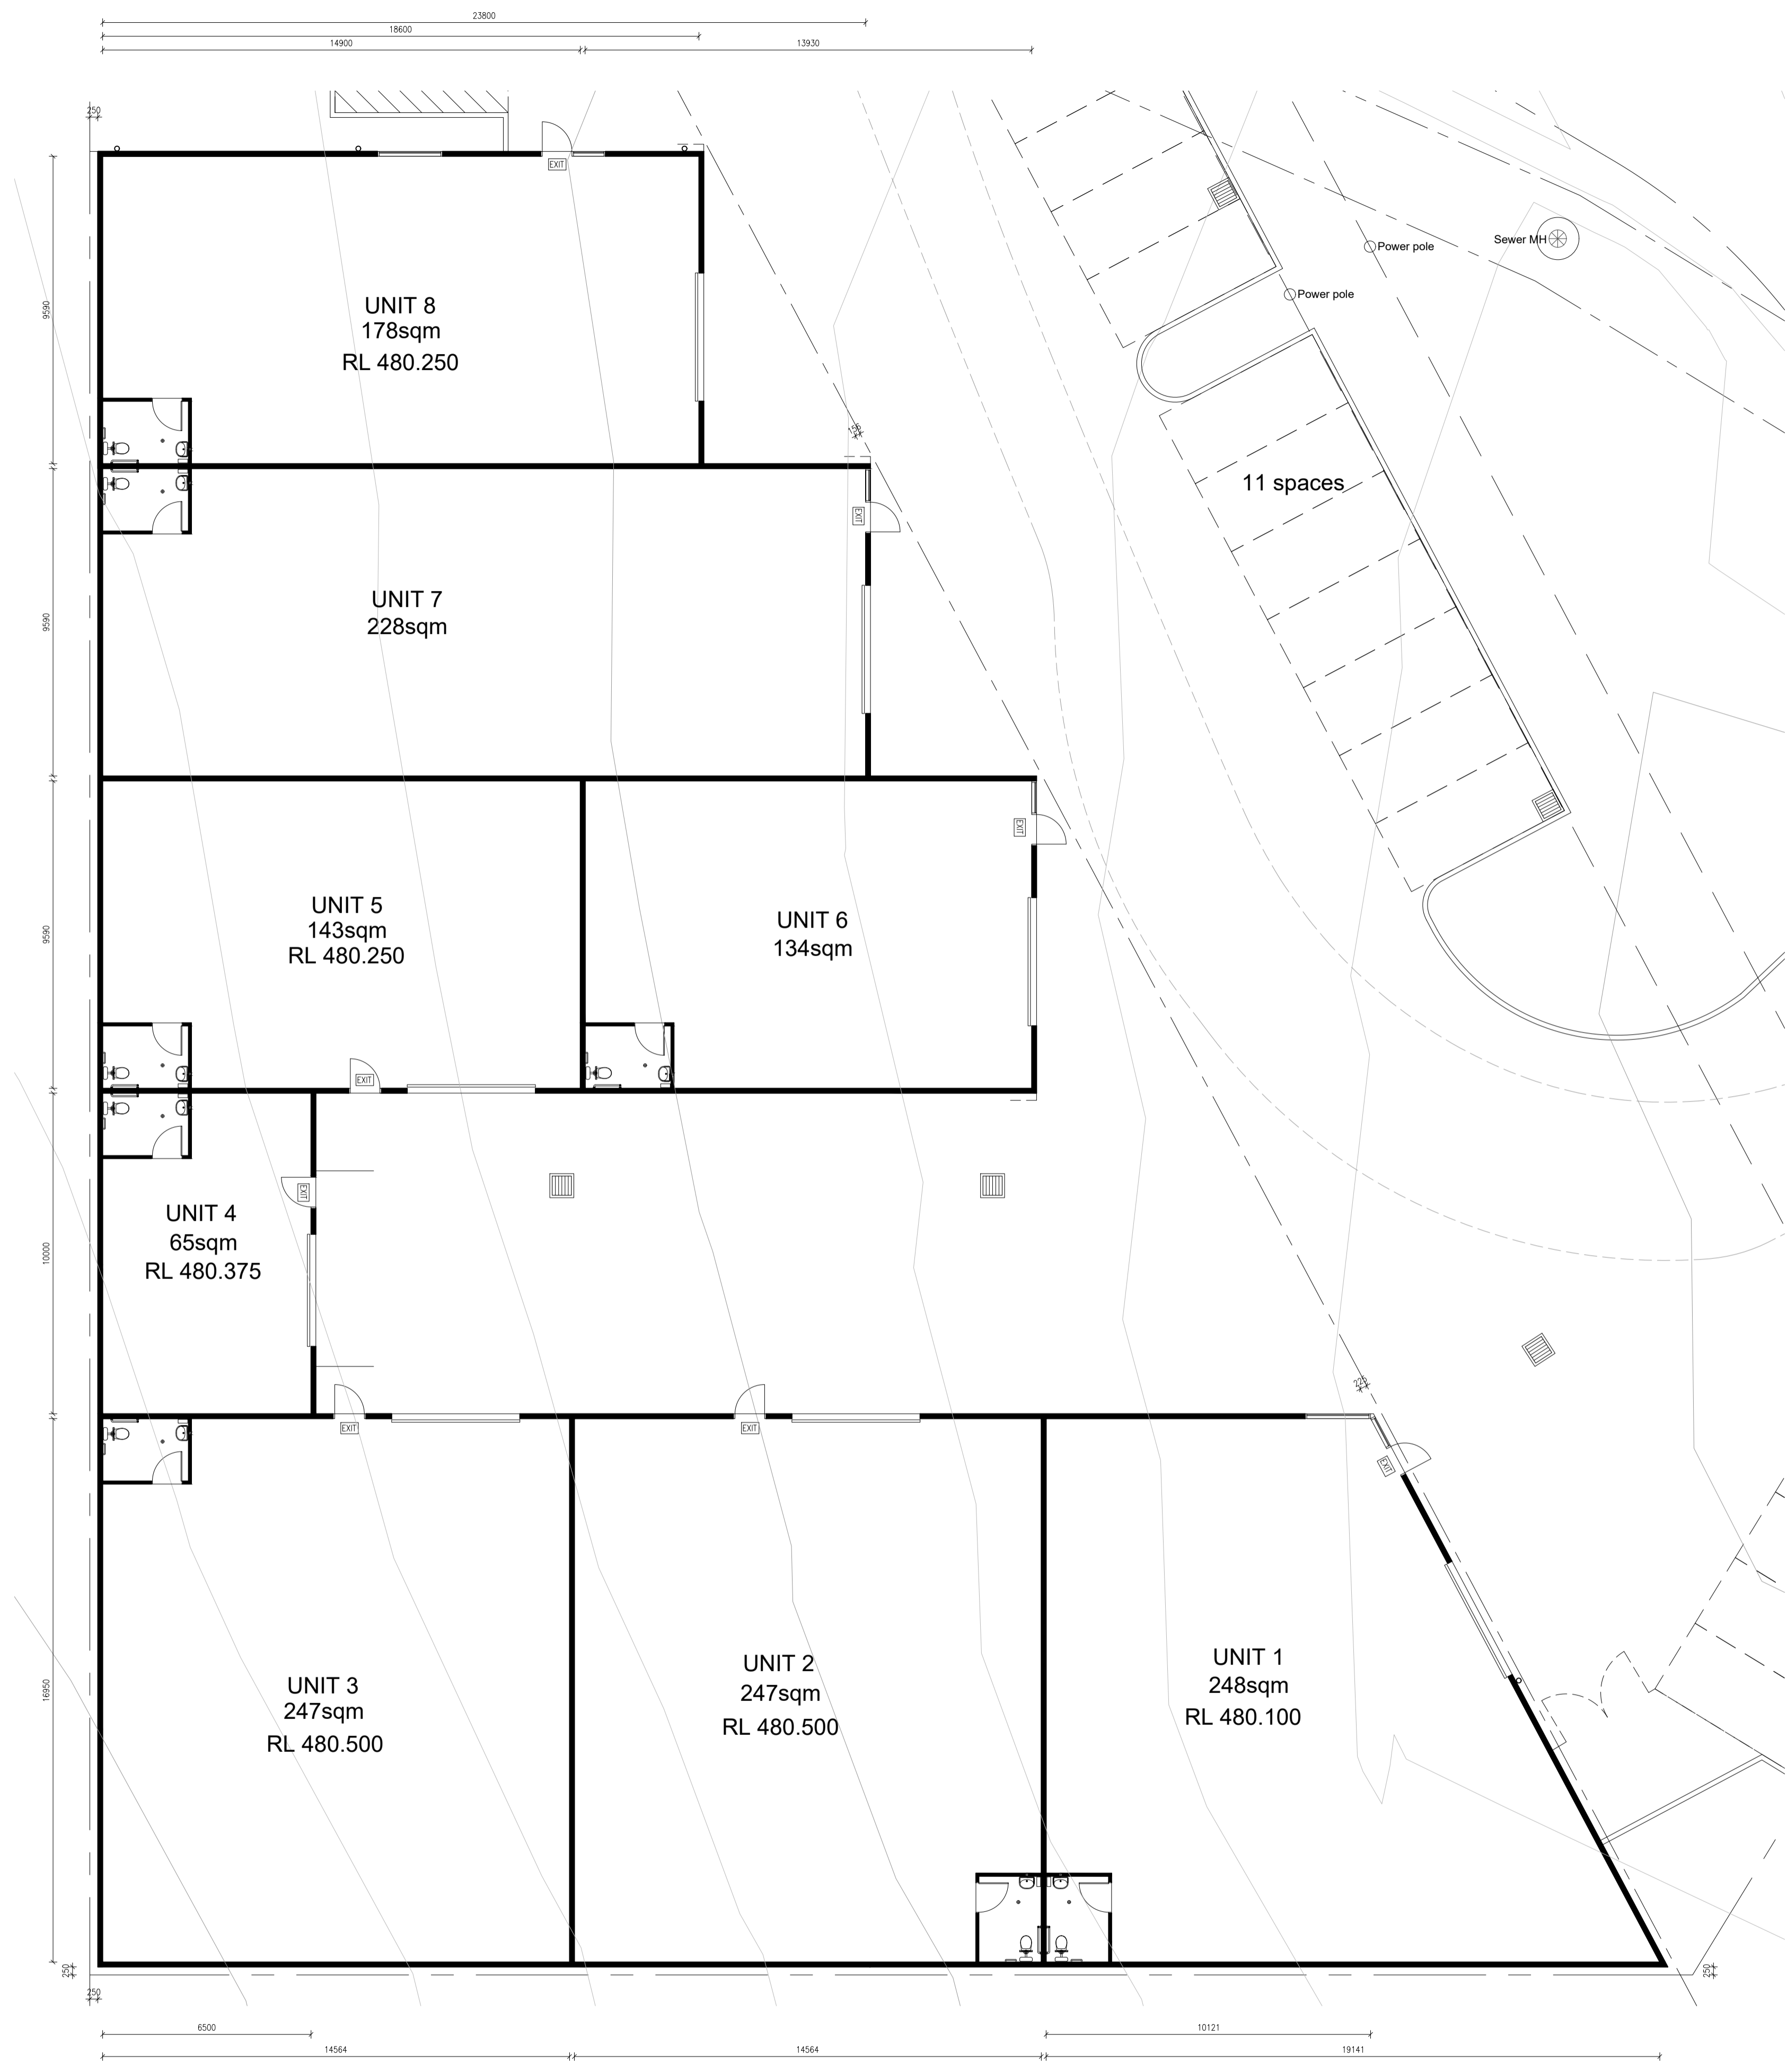 23800
18600
14900
13930
250
EXIT
Sewer MH
Power pole
Power pole
9590
UNIT 8
178sqm
RL 480.250
150
11 spaces
EXIT
9590
UNIT 7
228sqm
EXIT
9590
UNIT 5
143sqm
RL 480.250
UNIT 6
134sqm
EXIT
EXIT
10000
UNIT 4
65sqm
RL 480.375
225
EXIT
EXIT
EXIT
16950
UNIT 3
247sqm
RL 480.500
UNIT 2
247sqm
RL 480.500
UNIT 1
248sqm
RL 480.100
250
250
250
6500
10121
14564
14564
19141